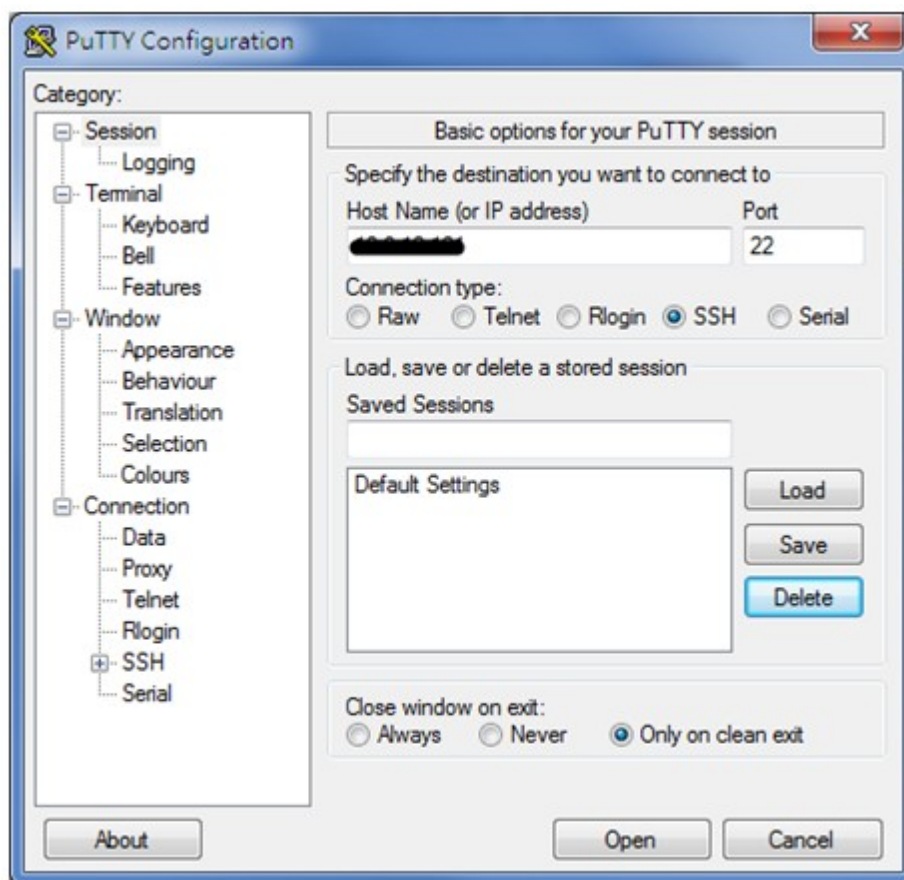 PuTTY Configuration
Category:
Session
Logging
Terminal
Keyboard
Bell
Features
Window
Appearance
Behaviour
Translation
Selection
Colours
Connection
Data
Proxy
Telnet
Rlogin
SSH
Serial
Basic options for your PuTTY session
Specify the destination you want to connect to
Host Name (or IP address) Port
22
Connection type:
Raw Telnet Rlogin SSH Serial
Load, save or delete a stored session
Saved Sessions
Default Settings
Load
Save
Delete
Close window on exit:
Always Never Only on clean exit
About Open Cancel